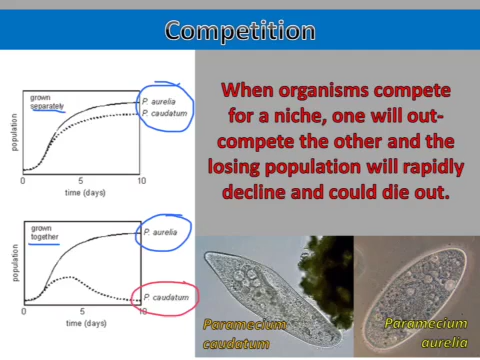 Competition
grown
separately
P. aurelia
P. caudatum
population
0
5
10
time (days)
When organisms compete
for a niche, one will out-
compete the other and the
losing population will rapidly
decline and could die out.
grown
together
P. aurelia
population
P. caudatum
0
5
10
time (days)
Paramecium
caudatum
Paramecium
aurelia